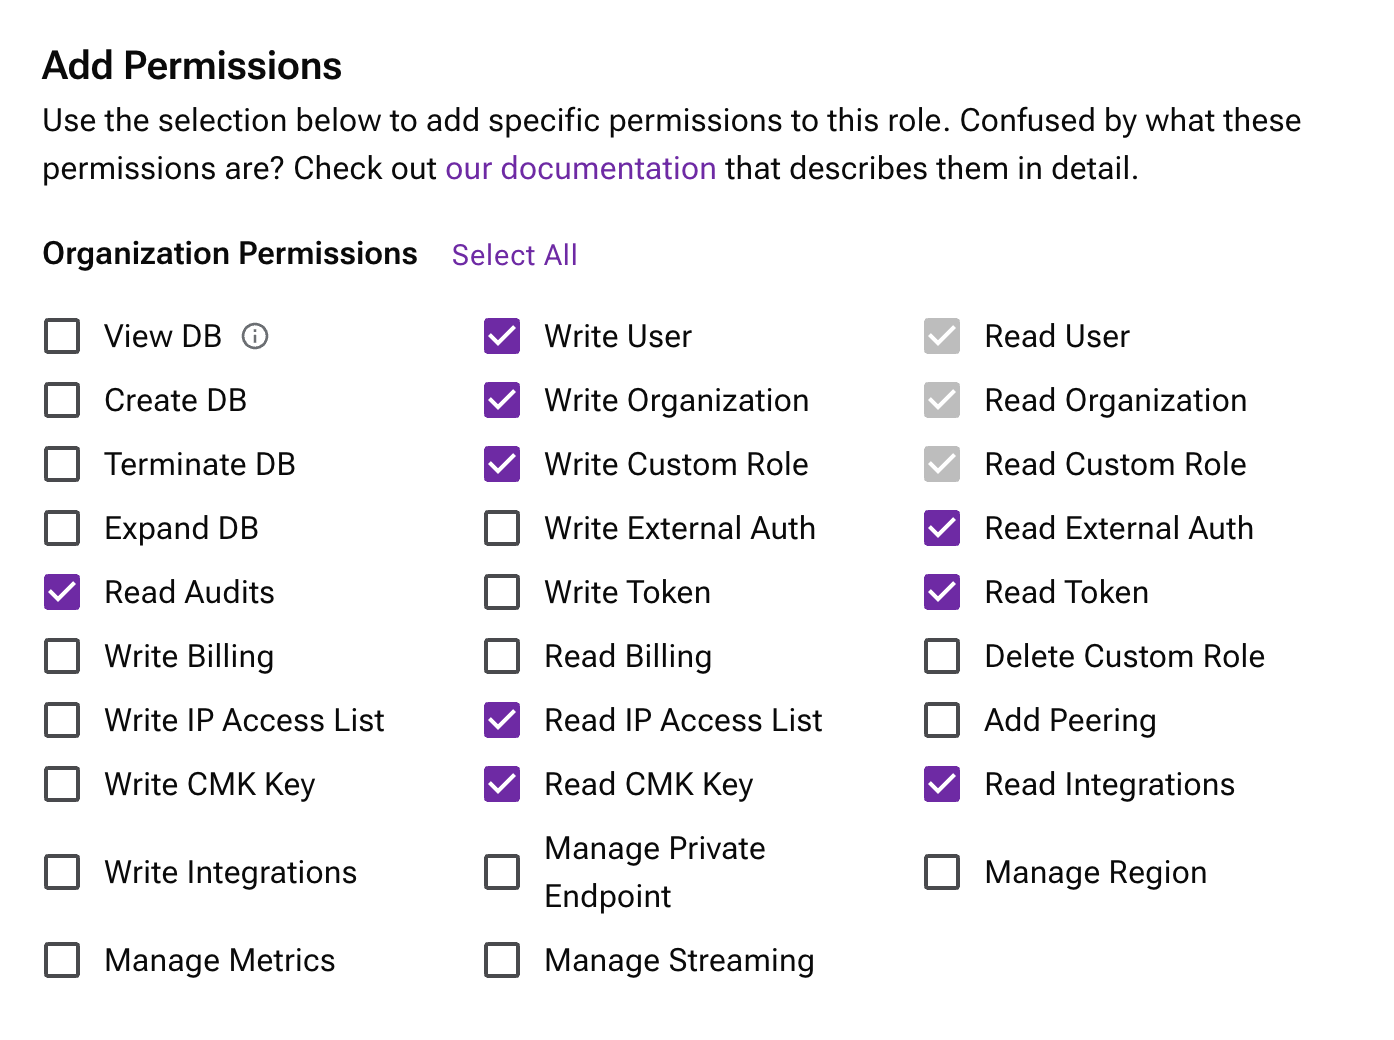 Add Permissions
Use the selection below to add specific permissions to this role. Confused by what these
permissions are? Check out our documentation that describes them in detail.
Organization Permissions Select All
View DB Write User Read User
Create DB Write Organization Read Organization
Terminate DB Write Custom Role Read Custom Role
Expand DB Write External Auth Read External Auth
Read Audits Write Token Read Token
Write Billing Read Billing Delete Custom Role
Write IP Access List Read IP Access List Add Peering
Write CMK Key Read CMK Key Read Integrations
Write Integrations Manage Private
Endpoint Manage Region
Manage Metrics Manage Streaming